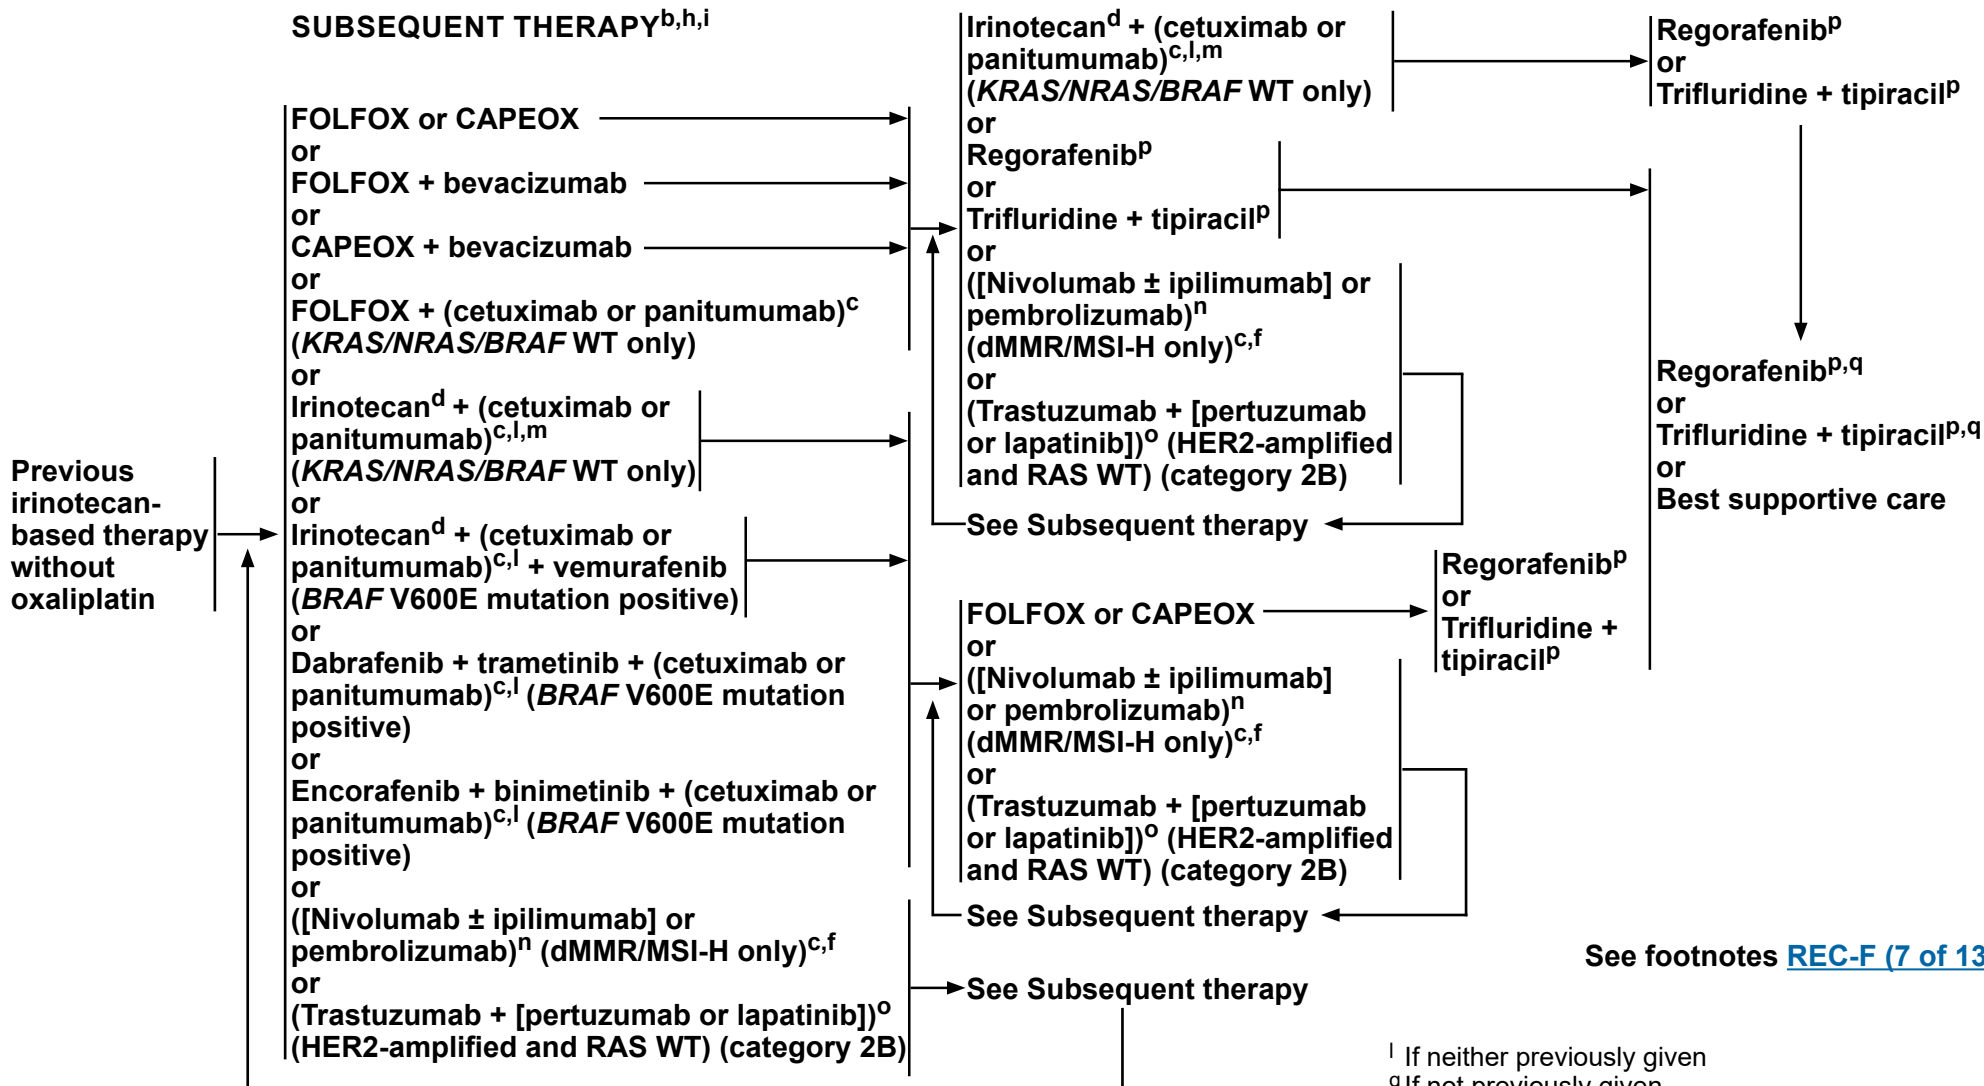 SUBSEQUENT THERAPYb,h,i
Previous
irinotecan-
based therapy
without
oxaliplatin
FOLFOX or CAPEOX
or
FOLFOX + bevacizumab
or
CAPEOX + bevacizumab
or
FOLFOX + (cetuximab or panitumumab)c
(KRAS/NRAS/BRAF WT only)
or
Irinotecand + (cetuximab or
panitumumab)c,l,m
(KRAS/NRAS/BRAF WT only)
or
Irinotecand + (cetuximab or
panitumumab)c,l + vemurafenib
(BRAF V600E mutation positive)
or
Dabrafenib + trametinib + (cetuximab or
panitumumab)c,l (BRAF V600E mutation
positive)
or
Encorafenib + binimetinib + (cetuximab or
panitumumab)c,l (BRAF V600E mutation
positive)
or
([Nivolumab ± ipilimumab] or
pembrolizumab)n (dMMR/MSI-H only)c,f
or
(Trastuzumab + [pertuzumab or lapatinib])o
(HER2-amplified and RAS WT) (category 2B)
Irinotecand + (cetuximab or
panitumumab)c,l,m
(KRAS/NRAS/BRAF WT only)
or
Regorafenibp
or
Trifluridine + tipiracilp
or
([Nivolumab ± ipilimumab] or
pembrolizumab)n
(dMMR/MSI-H only)c,f
or
(Trastuzumab + [pertuzumab
or lapatinib])o (HER2-amplified
and RAS WT) (category 2B)
See Subsequent therapy
FOLFOX or CAPEOX
or
([Nivolumab ± ipilimumab]
or pembrolizumab)n
(dMMR/MSI-H only)c,f
or
(Trastuzumab + [pertuzumab
or lapatinib])o (HER2-amplified
and RAS WT) (category 2B)
See Subsequent therapy
See Subsequent therapy
Regorafenibp
or
Trifluridine +
tipiracilp
Regorafenibp
or
Trifluridine + tipiracilp
Regorafenibp,q
or
Trifluridine + tipiracilp,q
or
Best supportive care
See footnotes REC-F (7 of 13
l If neither previously given
q If not previously given